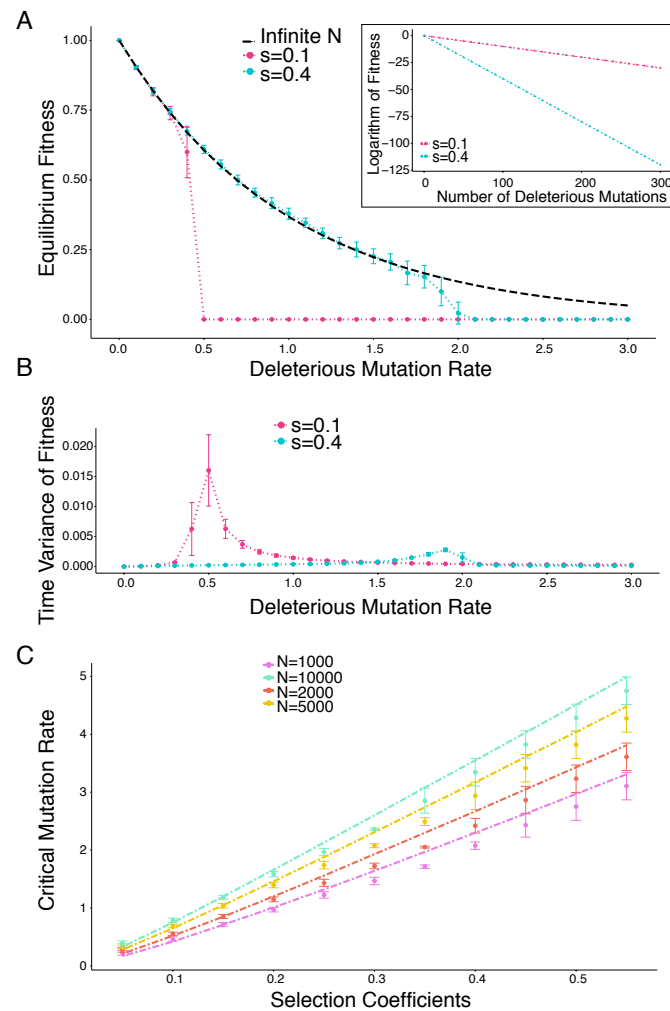 A
Infinite N
s=0.1
s=0.4
1.00
0.75
0.50
0.25
0.00
Equilibrium Fitness
0.0 0.5 1.0 1.5 2.0 2.5 3.0
Deleterious Mutation Rate
0
−25
−50
−75
−100
−125
Logarithm of Fitness
s=0.1
s=0.4
0 100 200 300
Number of Deleterious Mutations
B
s=0.1
s=0.4
0.020
0.015
0.010
0.005
0.000
Time Variance of Fitness
0.0 0.5 1.0 1.5 2.0 2.5 3.0
Deleterious Mutation Rate
C
N=1000
N=10000
N=2000
N=5000
5
4
3
2
1
0
Critical Mutation Rate
0.1 0.2 0.3 0.4 0.5
Selection Coefficients